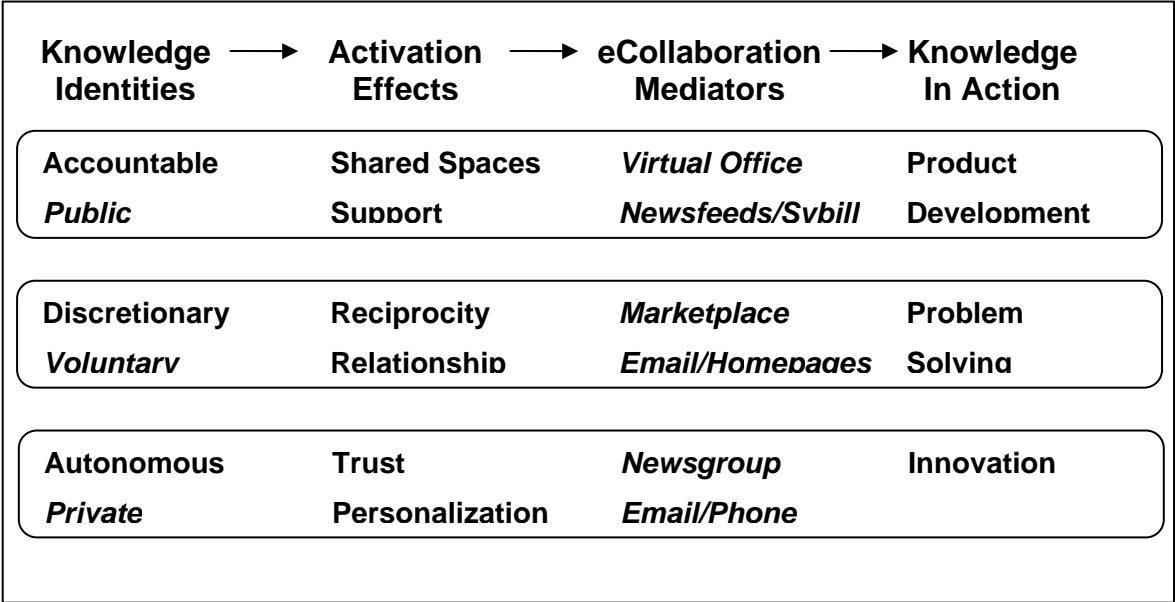 Knowledge Activation eCollaboration Knowledge
Identities Effects Mediators In Action
Accountable Shared Spaces Virtual Office Product
Public Support Newsfeeds/Sybill Development
Discretionary Reciprocity Marketplace Problem
Voluntary Relationship Email/Homepages Solving
Autonomous Trust Newsgroup Innovation
Private Personalization Email/Phone